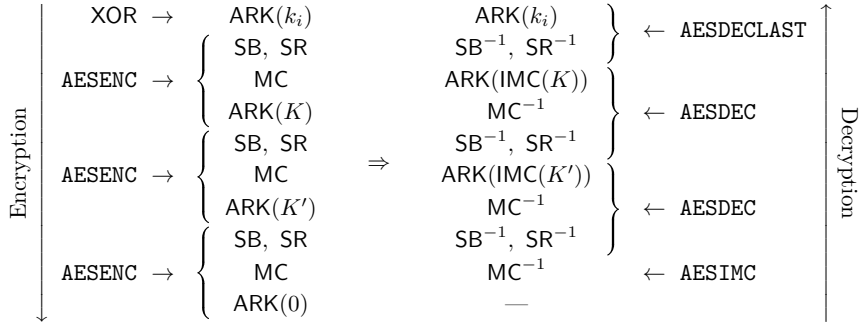 XOR → ARK(k_i) ARK(k_i) ← AESDECLAST
SB, SR SB⁻¹, SR⁻¹
AESENC → MC ARK(IMC(K))
ARK(K) MC⁻¹ ← AESDEC
SB, SR SB⁻¹, SR⁻¹
AESENC → MC ⇒ ARK(IMC(K′))
ARK(K′) MC⁻¹ ← AESDEC
SB, SR SB⁻¹, SR⁻¹
AESENC → MC MC⁻¹ ← AESIMC
ARK(0) —
Encryption
Decryption